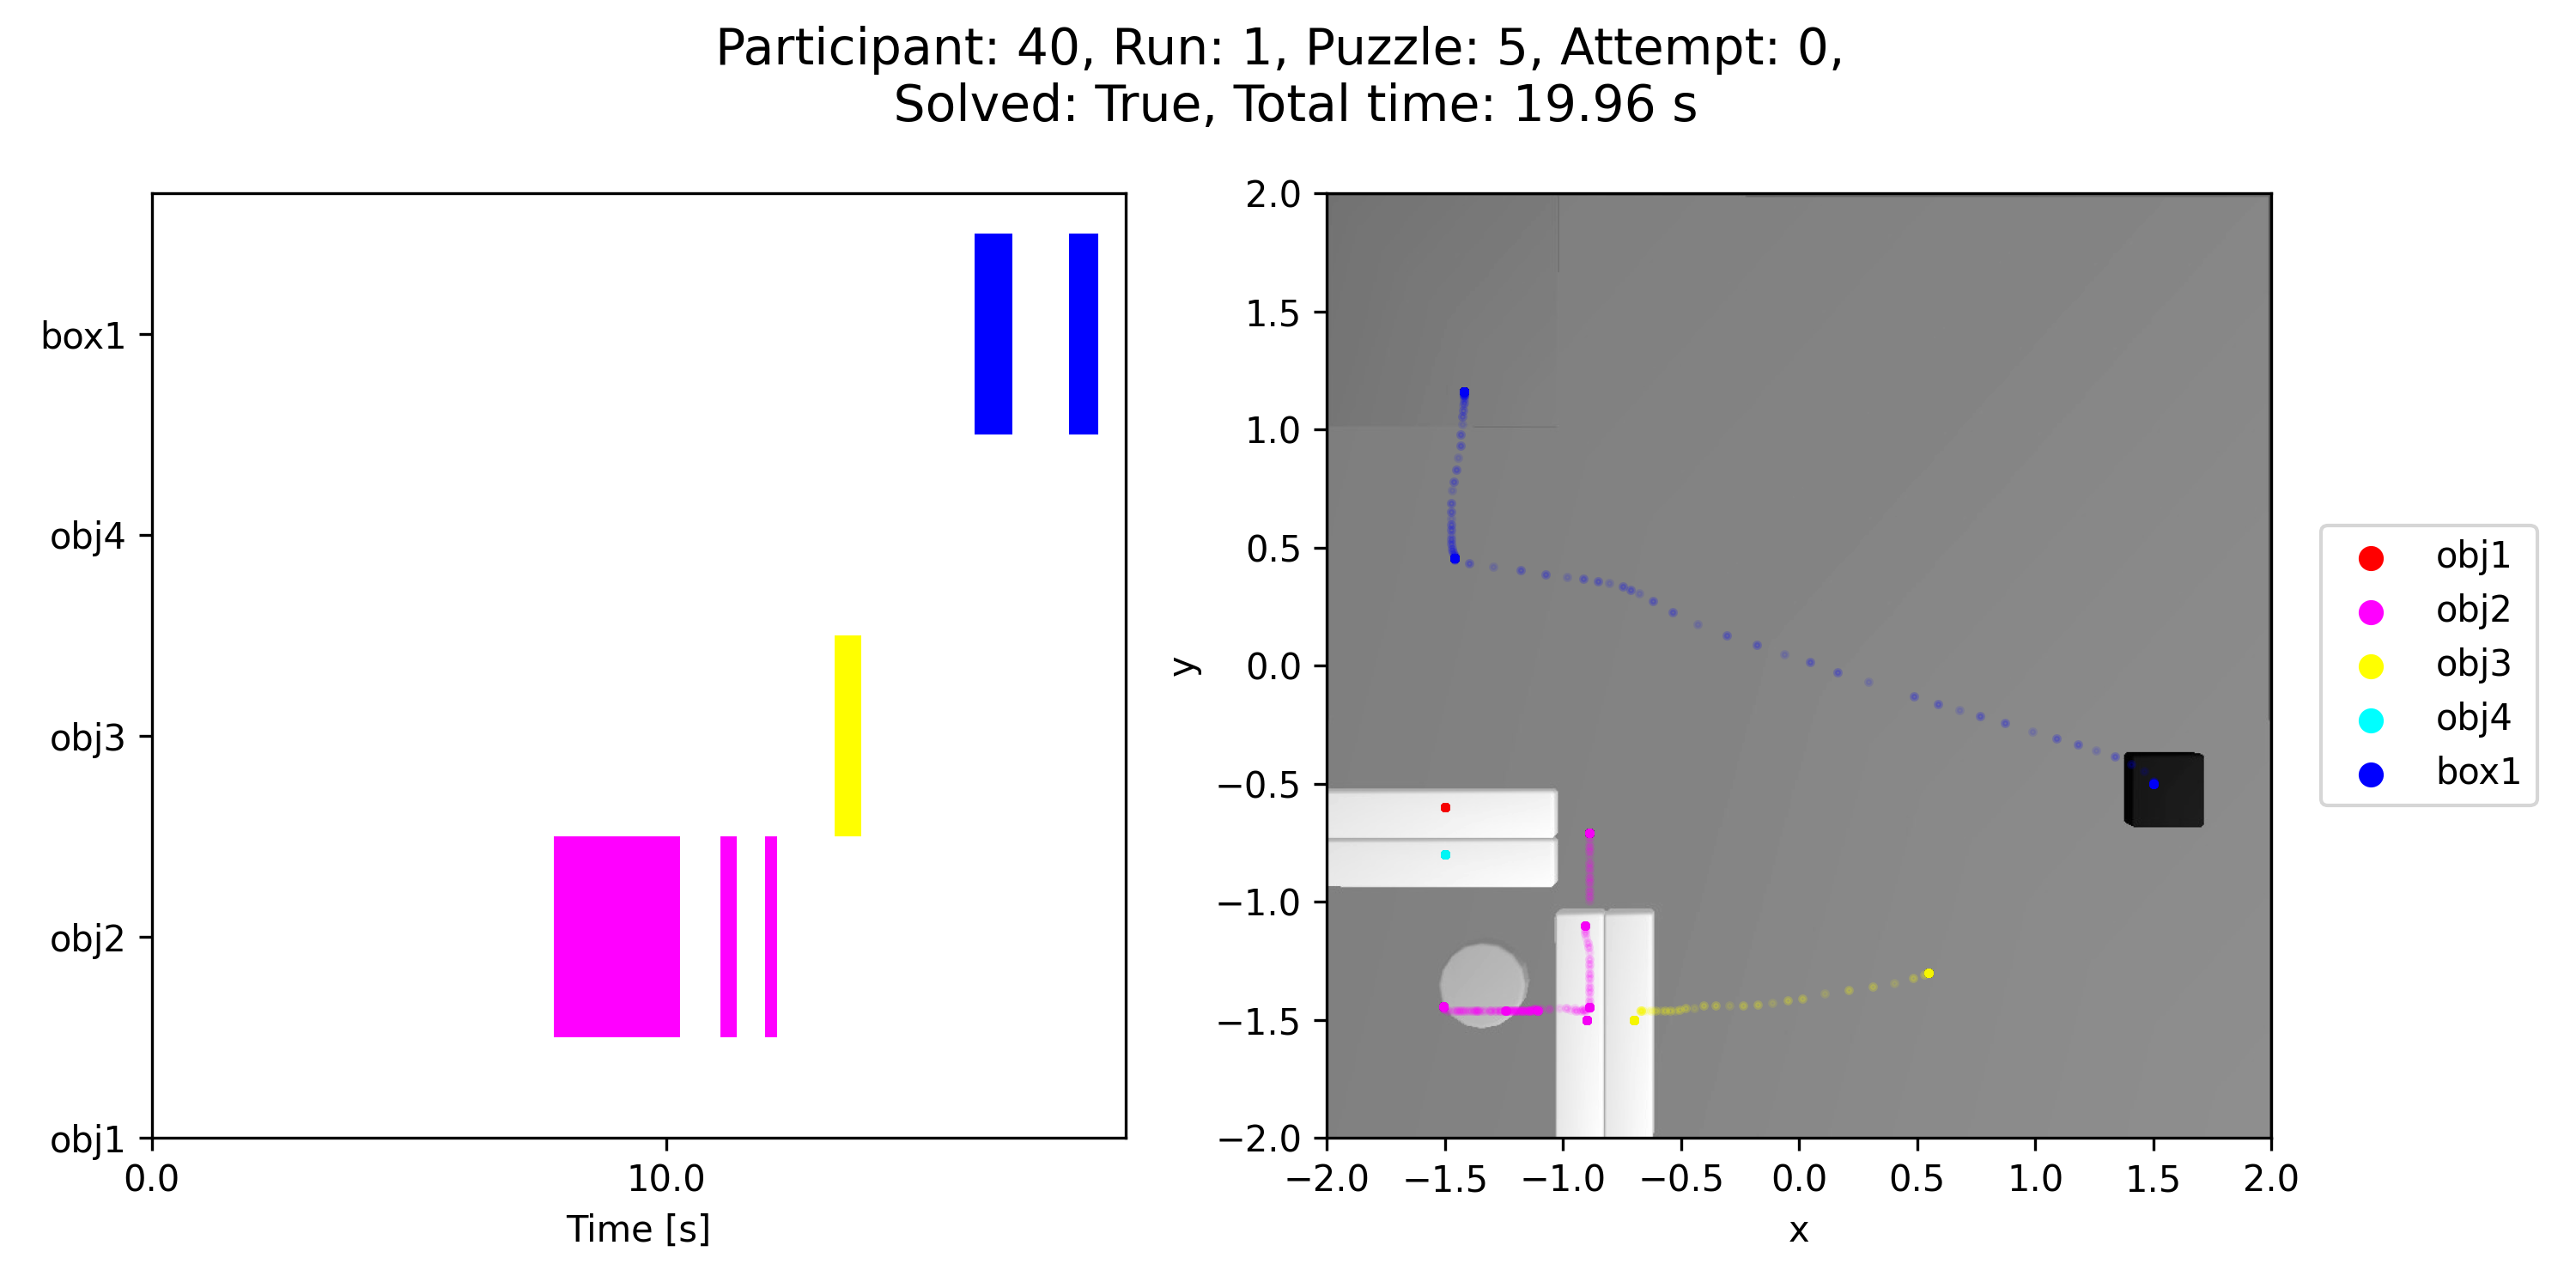 Participant: 40, Run: 1, Puzzle: 5, Attempt: 0,
Solved: True, Total time: 19.96 s
box1
obj4
obj3
obj2
obj1
0.0 10.0
Time [s]
2.0
1.5
1.0
0.5
0.0
−0.5
−1.0
−1.5
−2.0
y
−2.0 −1.5 −1.0 −0.5 0.0 0.5 1.0 1.5 2.0
x
obj1
obj2
obj3
obj4
box1